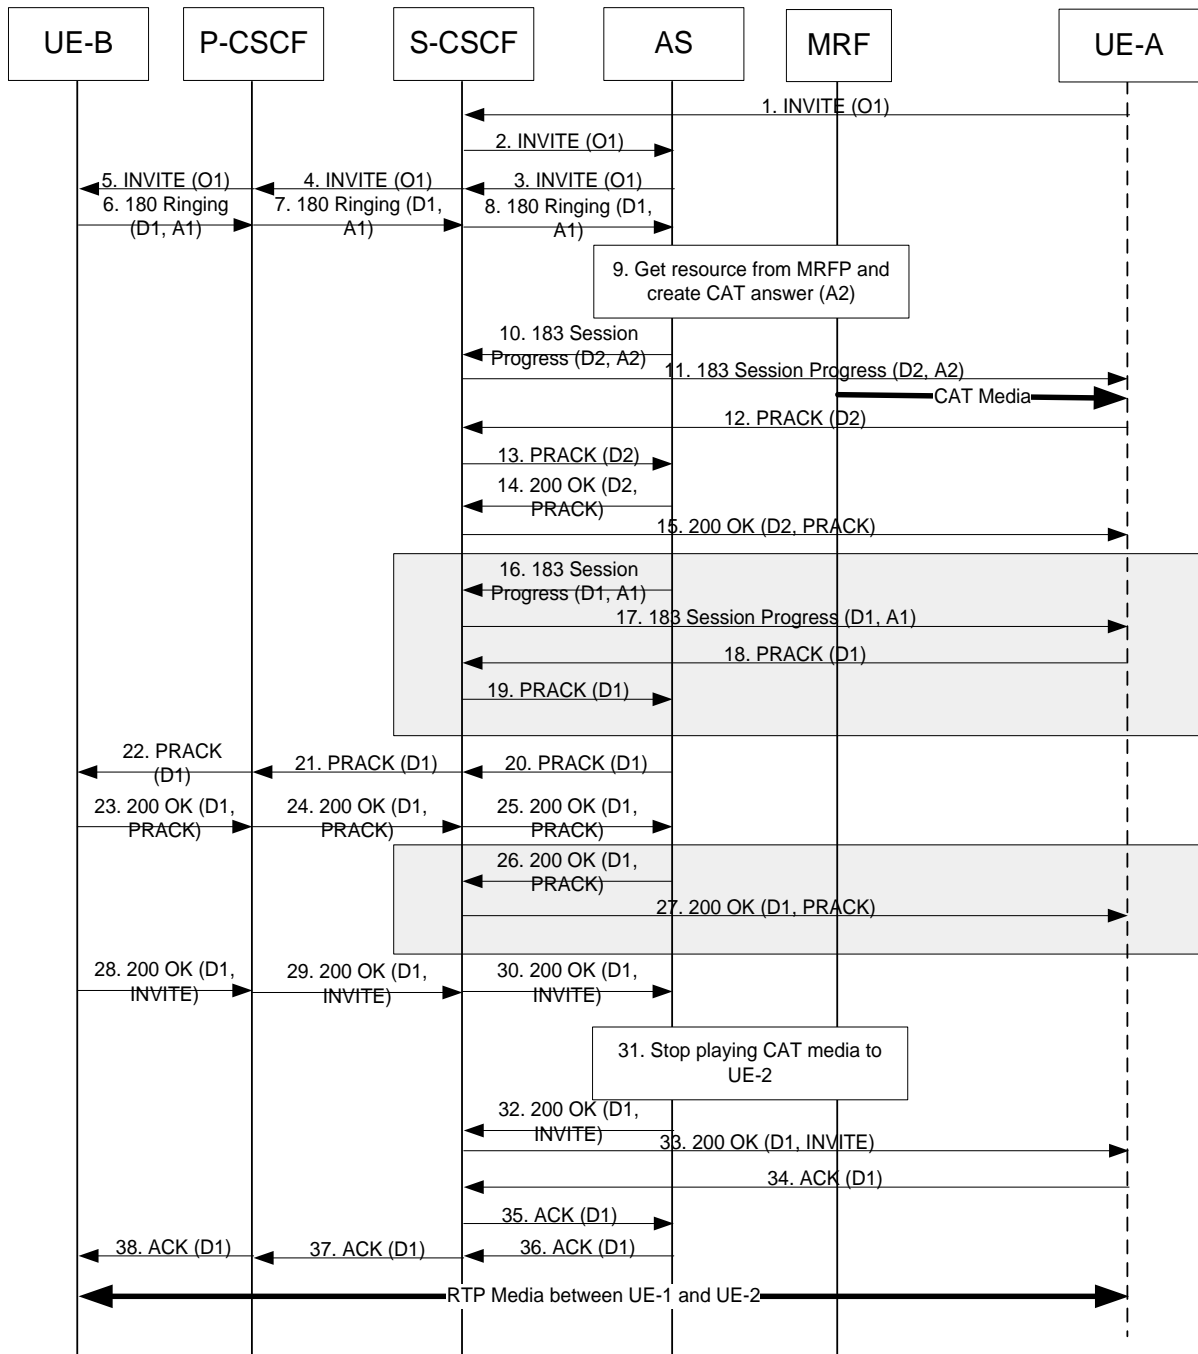 UE-B
P-CSCF
S-CSCF
AS
MRF
UE-A
1. INVITE (O1)
2. INVITE (O1)
5. INVITE (O1)
4. INVITE (O1)
3. INVITE (O1)
6. 180 Ringing
(D1, A1)
7. 180 Ringing (D1,
A1)
8. 180 Ringing (D1,
A1)
9. Get resource from MRFP and
create CAT answer (A2)
10. 183 Session
Progress (D2, A2)
11. 183 Session Progress (D2, A2)
CAT Media
12. PRACK (D2)
13. PRACK (D2)
14. 200 OK (D2,
PRACK)
15. 200 OK (D2, PRACK)
16. 183 Session
Progress (D1, A1)
17. 183 Session Progress (D1, A1)
18. PRACK (D1)
19. PRACK (D1)
22. PRACK
(D1)
21. PRACK (D1)
20. PRACK (D1)
23. 200 OK (D1,
PRACK)
24. 200 OK (D1,
PRACK)
25. 200 OK (D1,
PRACK)
26. 200 OK (D1,
PRACK)
27. 200 OK (D1, PRACK)
28. 200 OK (D1,
INVITE)
29. 200 OK (D1,
INVITE)
30. 200 OK (D1,
INVITE)
31. Stop playing CAT media to
UE-2
32. 200 OK (D1,
INVITE)
33. 200 OK (D1, INVITE)
34. ACK (D1)
35. ACK (D1)
38. ACK (D1)
37. ACK (D1)
36. ACK (D1)
RTP Media between UE-1 and UE-2